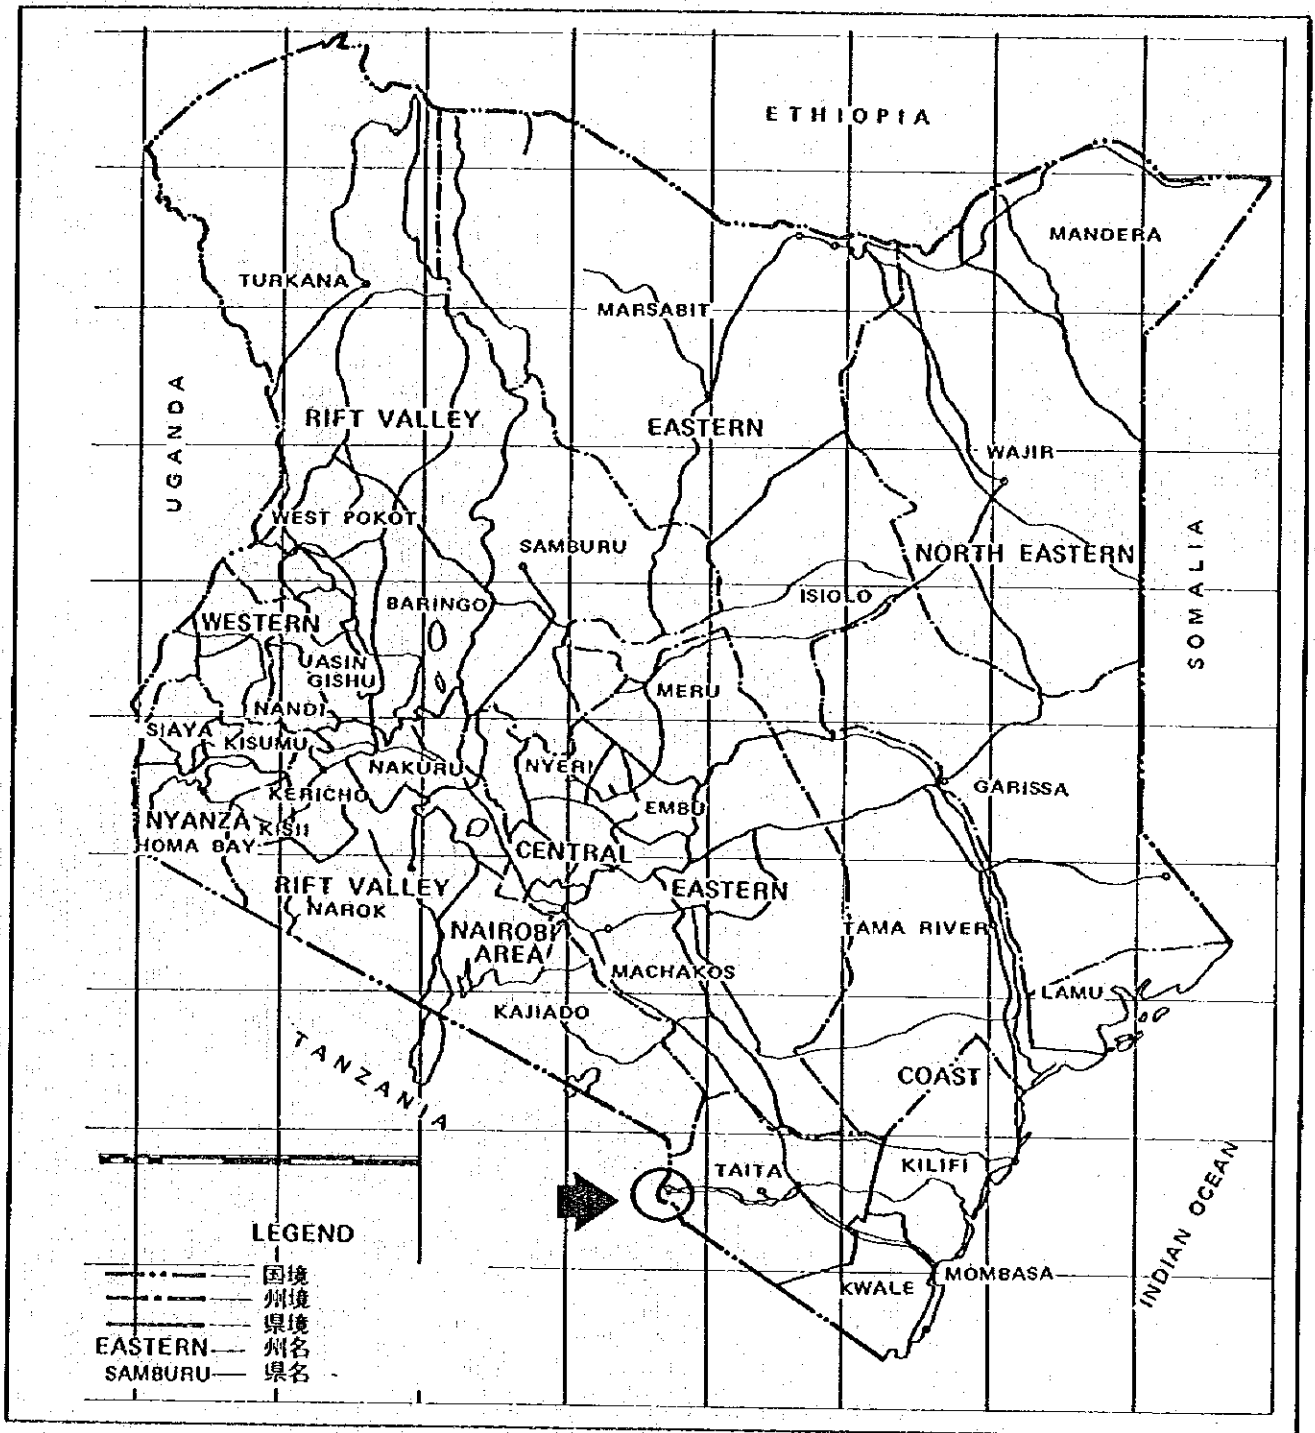 ETHIOPIA
MANDERA
TURKANA
MARSABIT
UGANDA
RIFT VALLEY
EASTERN
WAJIR
WEST POKOT
SAMBURU
NORTH EASTERN
SOMALIA
BARINGO
ISIOLO
WESTERN
UASIN
GISHU
MERU
NANDI
SIAYA
KISUMU
NAKURU
NYERI
KERICHO
GARISSA
EMBU
NYANZA
KISII
HOMA BAY
CENTRAL
RIFT VALLEY
EASTERN
NAROK
NAIROBI
AREA
TAMA RIVER
MACHAKOS
LAMU
KAJIADO
TANZANIA
COAST
TAITA
KILIFI
INDIAN OCEAN
KWALE
MOMBASA
LEGEND
国境
州境
県境
EASTERN 州名
SAMBURU 県名